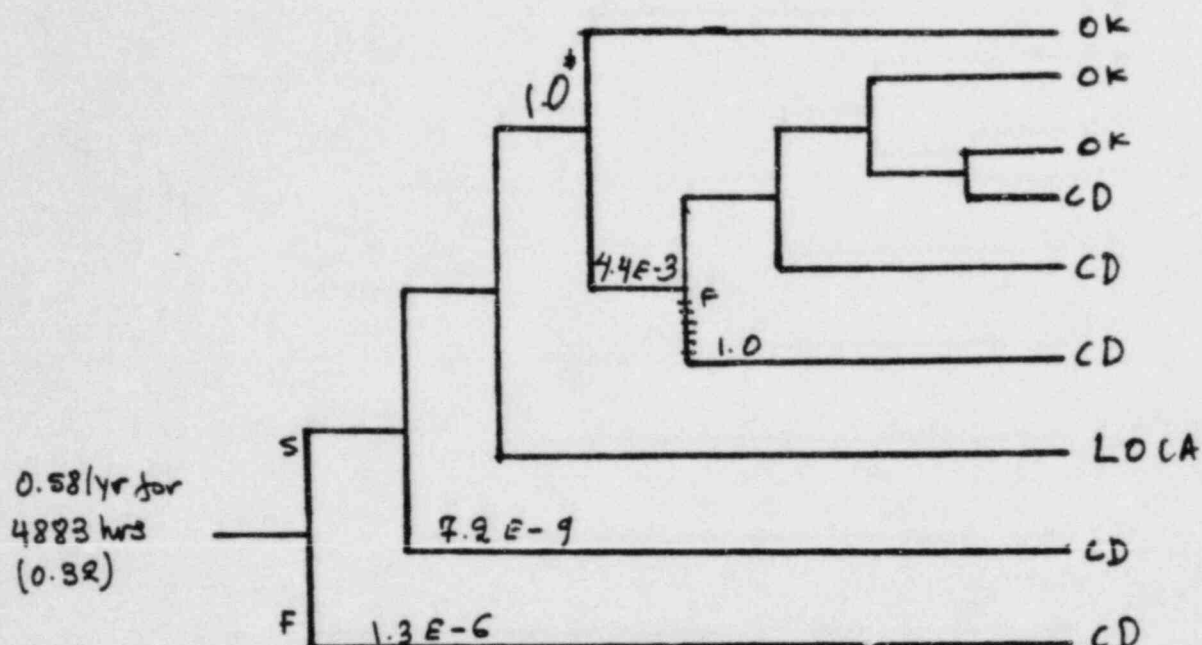 OK
1.0*
OK
OK
CD
4.4E-3
CD
F
1.0
CD
S
LOCA
0.58/yr for
4883 hrs
(0.32)
7.2 E-9
CD
F
1.3 E-6
CD